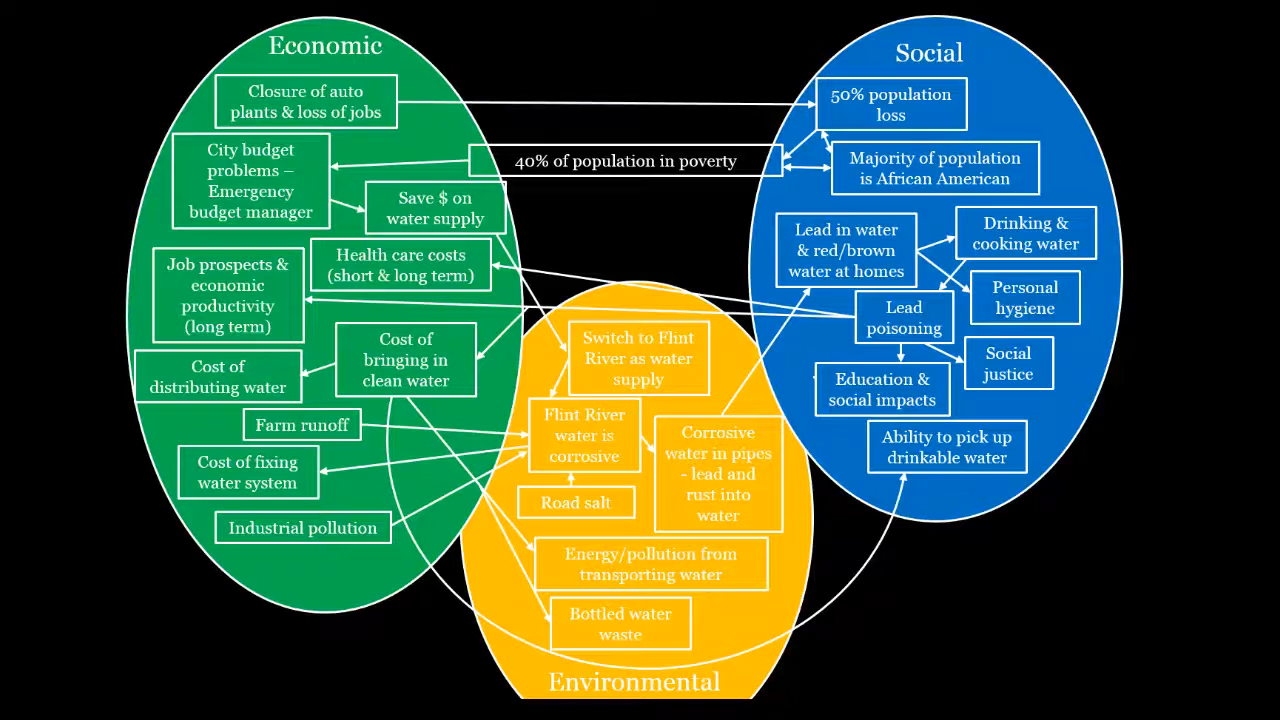 Economic
Closure of auto
plants & loss of jobs
City budget
problems –
Emergency
budget manager
Save $ on
water supply
Health care costs
(short & long term)
Job prospects &
economic
productivity
(long term)
Cost of
bringing in
clean water
Cost of
distributing water
Farm runoff
Cost of fixing
water system
Industrial pollution
40% of population in poverty
Switch to Flint
River as water
supply
Flint River
water is
corrosive
Corrosive
water in pipes
- lead and
rust into
water
Road salt
Energy/pollution from
transporting water
Bottled water
waste
Environmental
Social
50% population
loss
Majority of population
is African American
Lead in water
& red/brown
water at homes
Drinking &
cooking water
Personal
hygiene
Lead
poisoning
Social
justice
Education &
social impacts
Ability to pick up
drinkable water